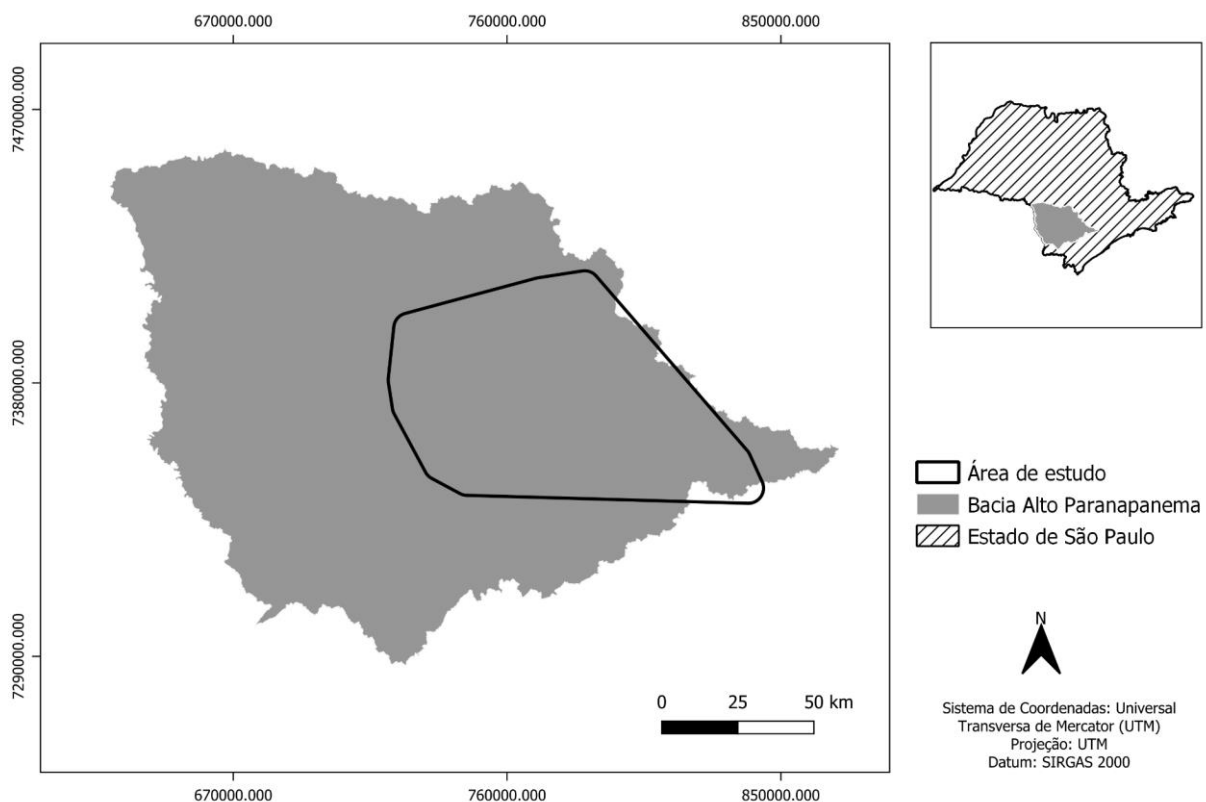 670000.000
760000.000
850000.000
7470000.000
7380000.000
7290000.000
0 25 50 km
670000.000
760000.000
850000.000
Área de estudo
Bacia Alto Paranapanema
Estado de São Paulo
N
Sistema de Coordenadas: Universal
Transversa de Mercator (UTM)
Projeção: UTM
Datum: SIRGAS 2000